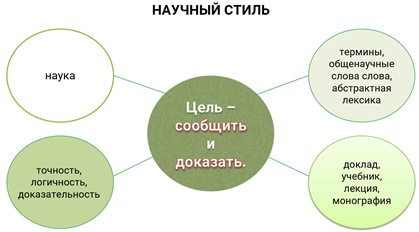 НАУЧНЫЙ СТИЛЬ
наука
термины,
общенаучные
слова слова,
абстрактная
лексика
Цель –
сообщить
и
доказать.
точность,
логичность,
доказательность
доклад,
учебник,
лекция,
монография